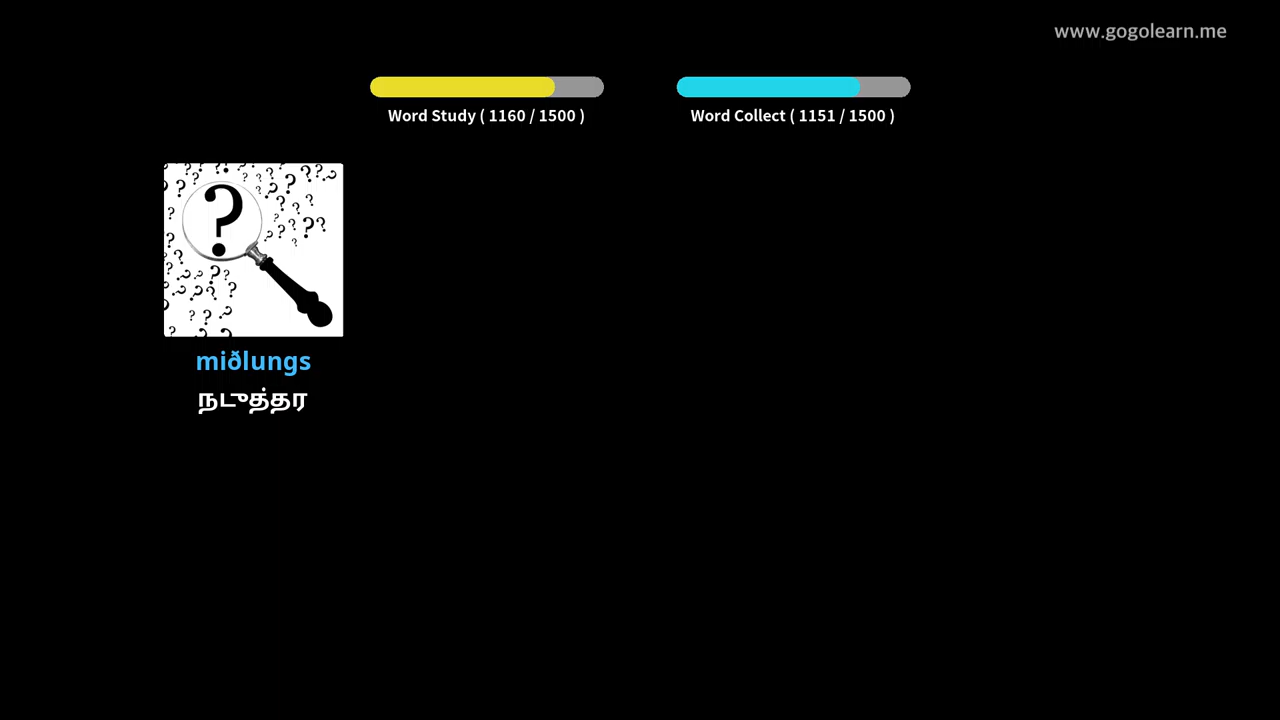 www.gogolearn.me
Word Study ( 1160 / 1500 )
Word Collect ( 1151 / 1500 )
miðlungs
நடுத்தர